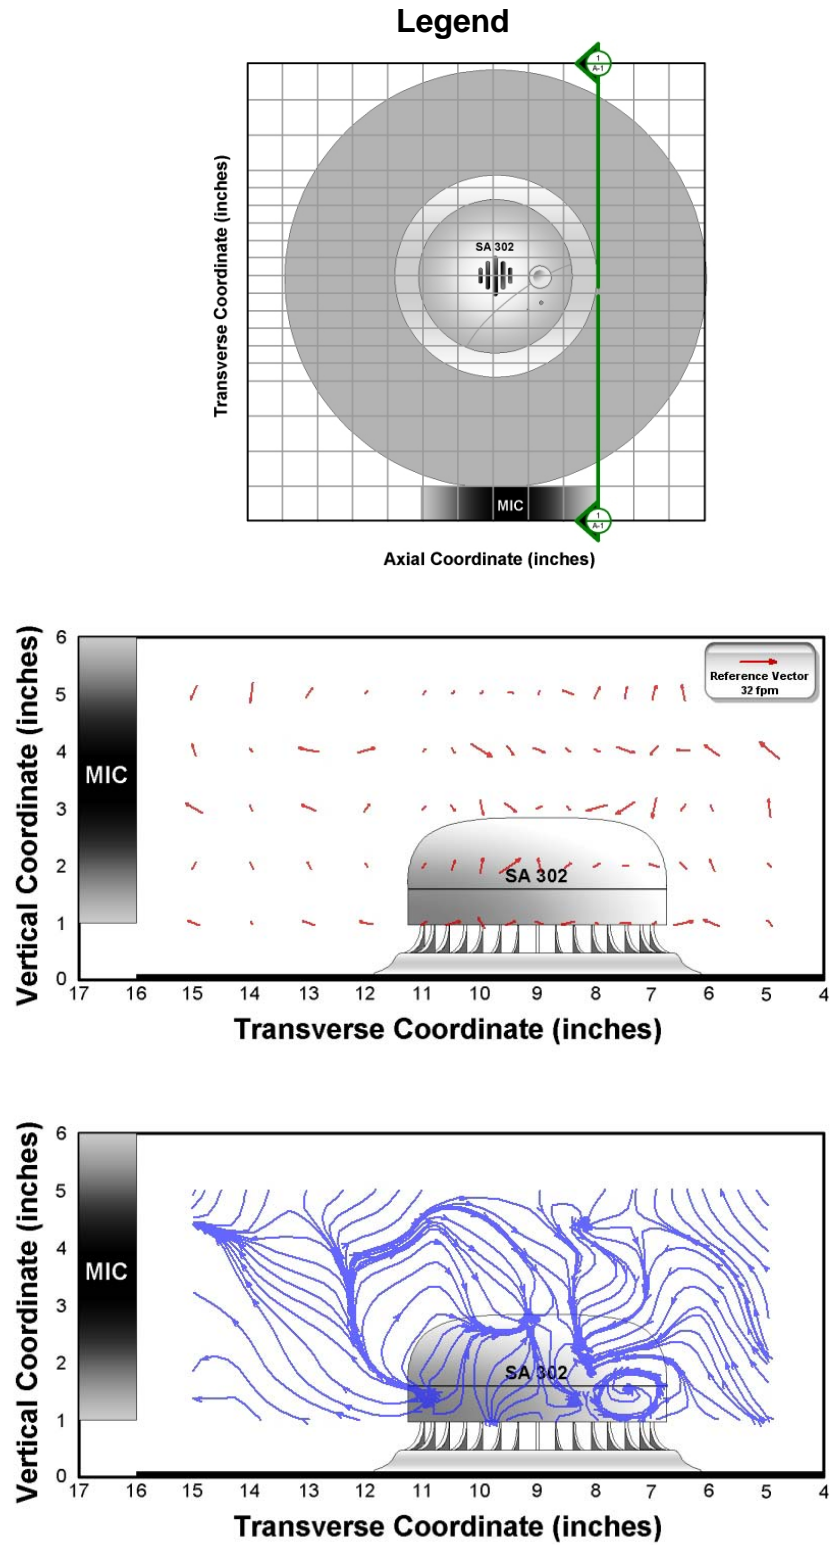 Legend
1
A-1
Transverse Coordinate (inches)
SA 302
MIC
1
A-1
Axial Coordinate (inches)
Vertical Coordinate (inches)
6
5
4
3
2
1
0
MIC
Reference Vector
32 fpm
SA 302
17 16 15 14 13 12 11 10 9 8 7 6 5 4
Transverse Coordinate (inches)
Vertical Coordinate (inches)
6
5
4
3
2
1
0
MIC
SA 302
17 16 15 14 13 12 11 10 9 8 7 6 5 4
Transverse Coordinate (inches)